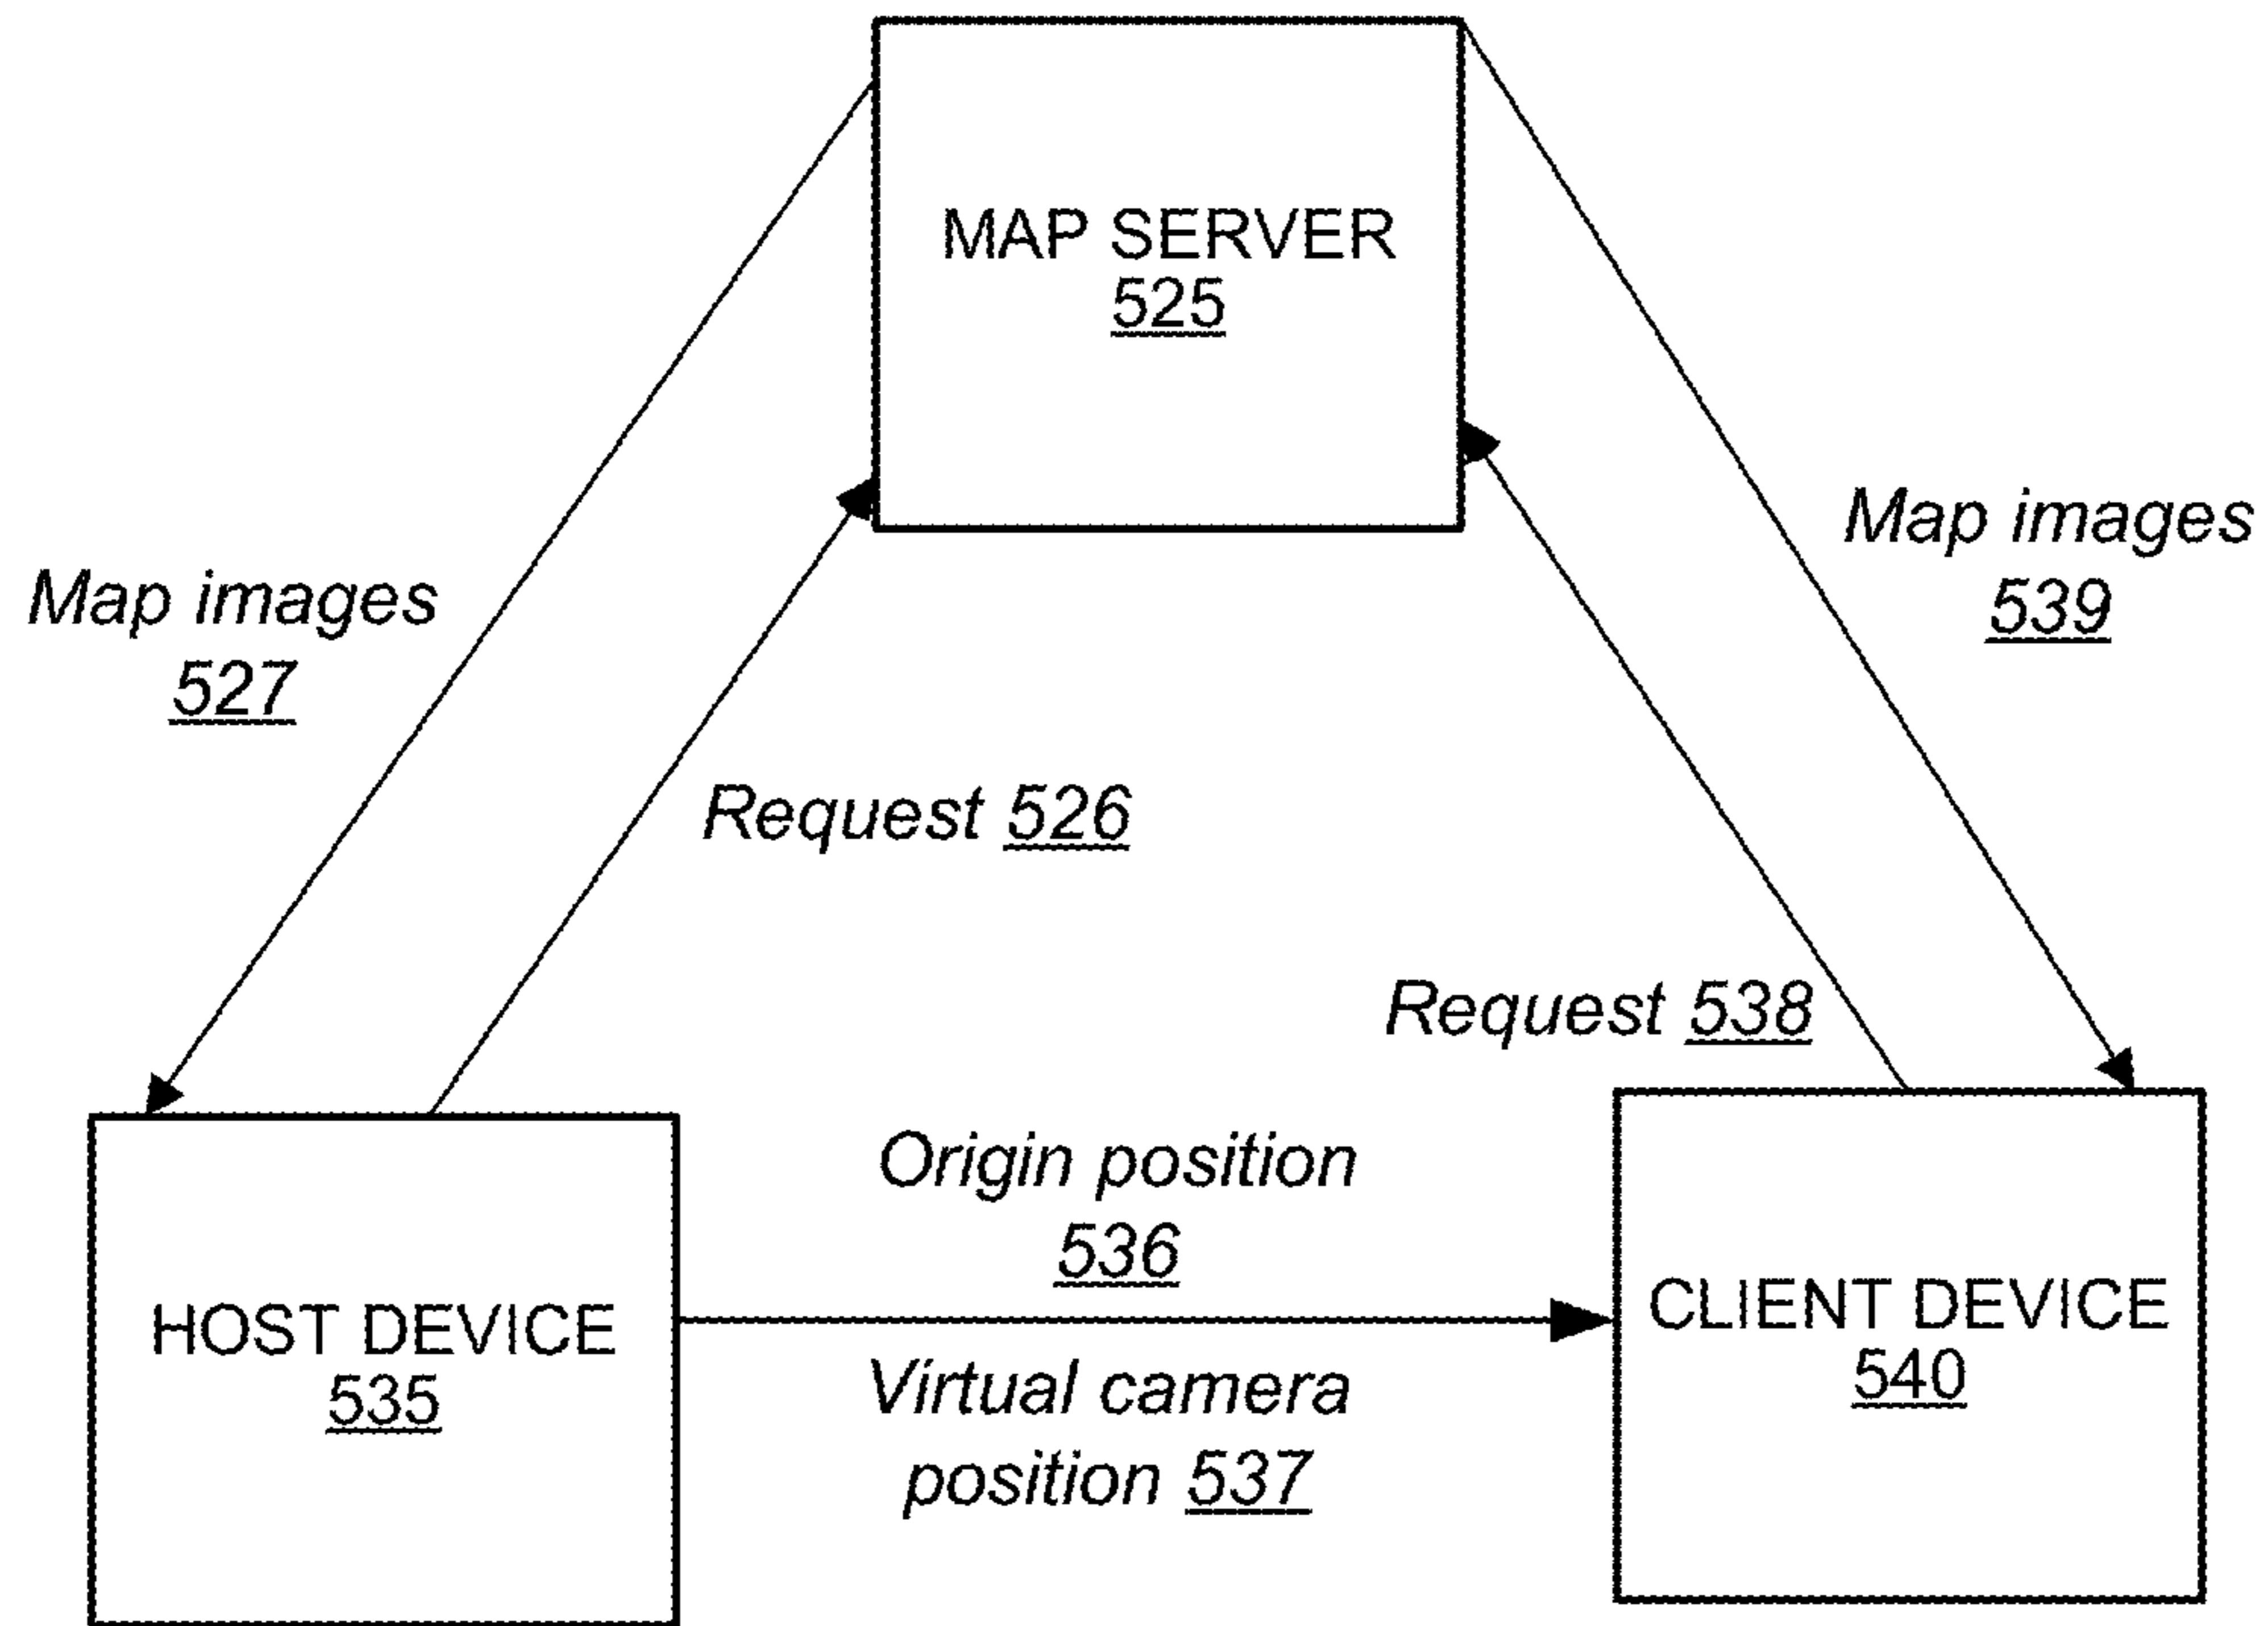 MAP SERVER
525
Map images
539
Map images
527
Request 526
Request 538
Origin position
536
HOST DEVICE
535
Virtual camera
position 537
CLIENT DEVICE
540